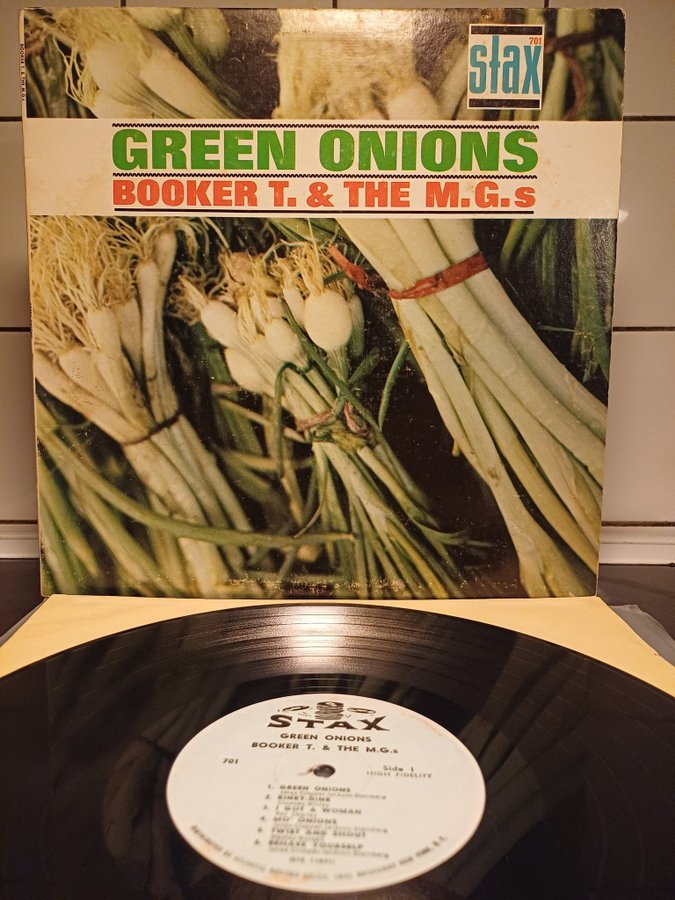 701
stax
GREEN ONIONS
BOOKER T. & THE M.G.s
STAX
GREEN ONIONS
BOOKER T. & THE M.G.s
701
Side 1
HIGH FIDELITY
1. GREEN ONIONS
2. RINKY-DINK
3. I GOT A WOMAN
4. MO' ONIONS
5. TWIST AND SHOUT
6. BEHAVE YOURSELF